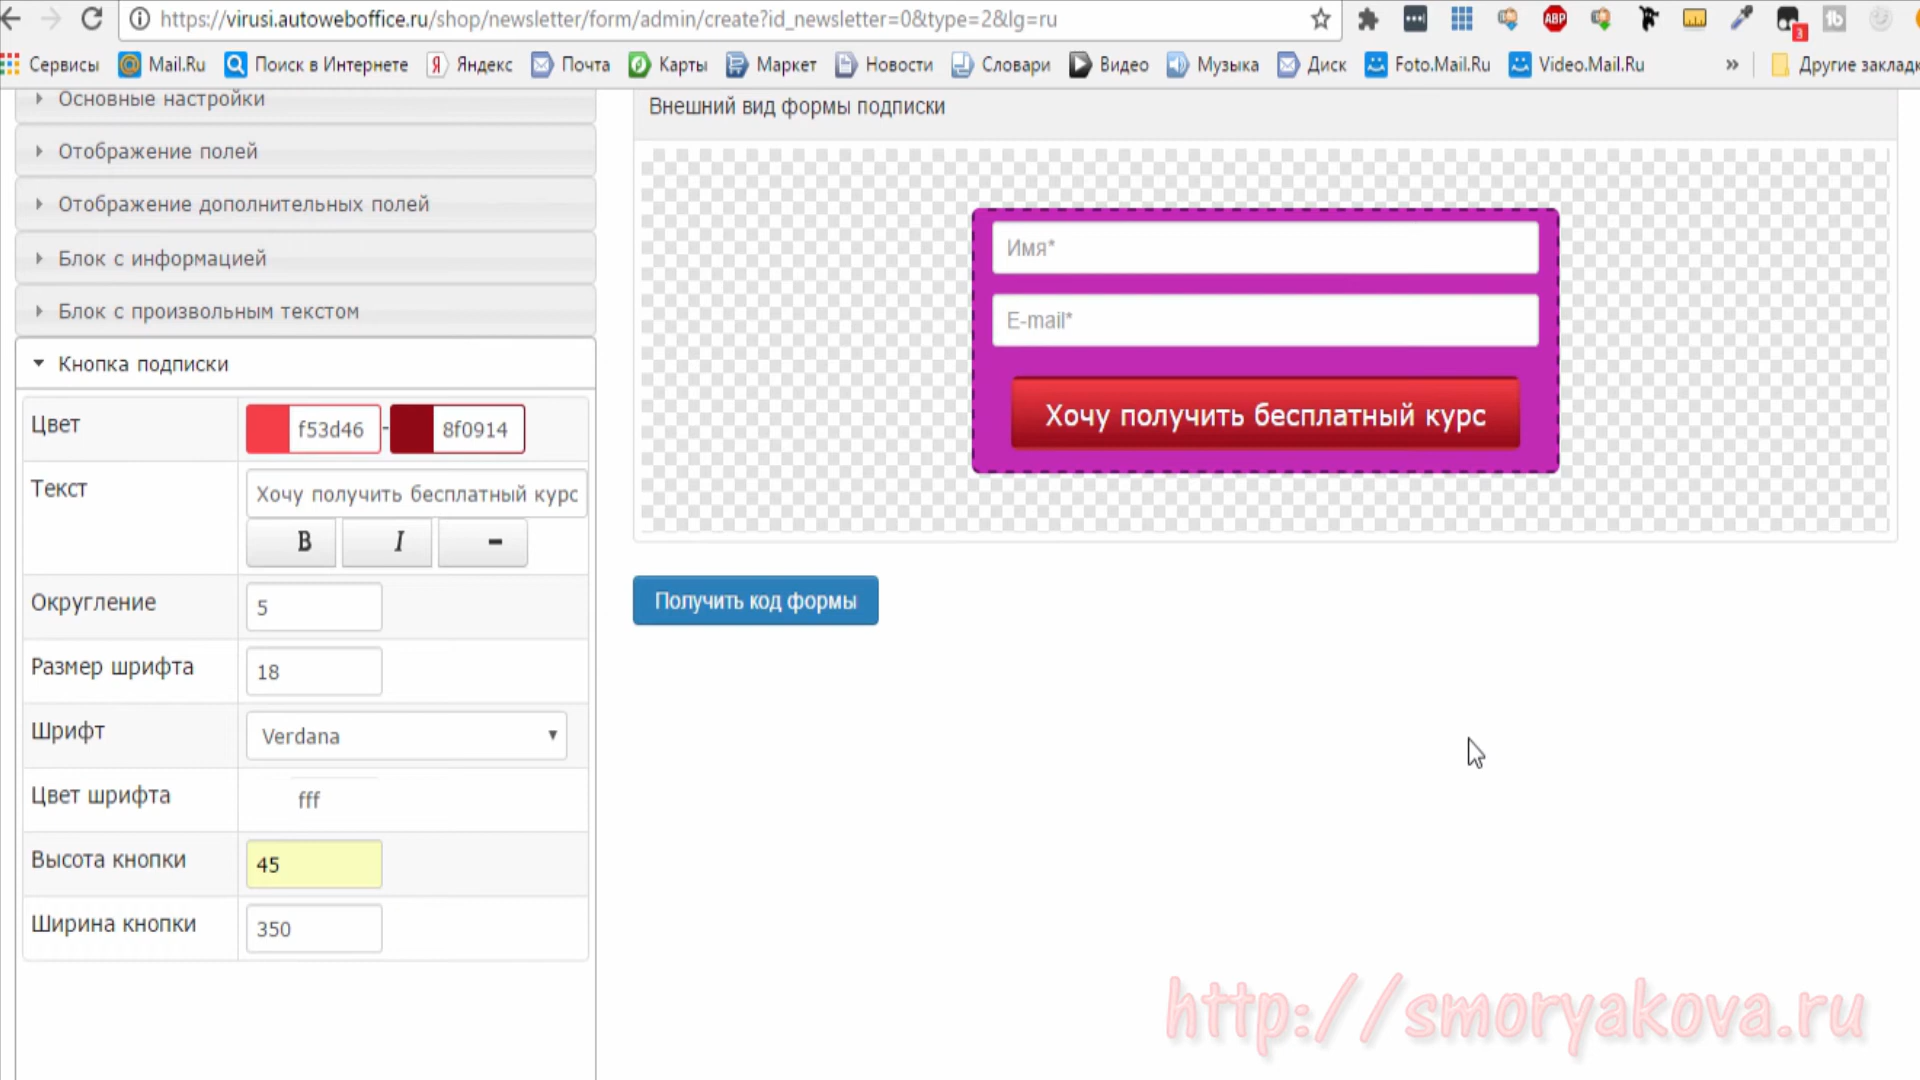 https://virusi.autoweboffice.ru/shop/newsletter/form/admin/create?id_newsletter=0&type=2&lg=ru
ABP
3
Сервисы
Mail.Ru
Поиск в Интернете
Я
Яндекс
Почта
Карты
Маркет
Новости
Словари
Видео
Музыка
Диск
Foto.Mail.Ru
Video.Mail.Ru
»
Другие закладк
Основные настройки
Отображение полей
Отображение дополнительных полей
Блок с информацией
Блок с произвольным текстом
Кнопка подписки
Цвет
f53d46
-
8f0914
Текст
Хочу получить бесплатный курс
B
I
-
Округление
5
Размер шрифта
18
Шрифт
Verdana
Цвет шрифта
fff
Высота кнопки
45
Ширина кнопки
350
Внешний вид формы подписки
Имя*
E-mail*
Хочу получить бесплатный курс
Получить код формы
http://smoryakova.ru